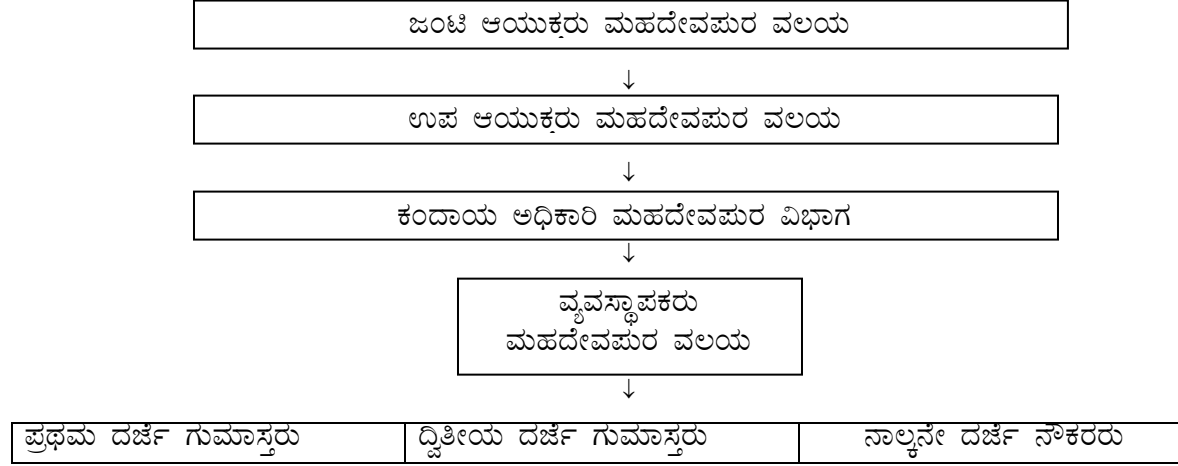 ಜಂಟಿ ಆಯುಕ್ತರು ಮಹದೇವಪುರ ವಲಯ
↓
ಉಪ ಆಯುಕ್ತರು ಮಹದೇವಪುರ ವಲಯ
↓
ಕಂದಾಯ ಅಧಿಕಾರಿ ಮಹದೇವಪುರ ವಿಭಾಗ
↓
ವ್ಯವಸ್ಥಾಪಕರು
ಮಹದೇವಪುರ ವಲಯ
↓
ಪ್ರಥಮ ದರ್ಜೆ ಗುಮಾಸ್ತರು ದ್ವಿತೀಯ ದರ್ಜೆ ಗುಮಾಸ್ತರು ನಾಲ್ಕನೇ ದರ್ಜೆ ನೌಕರರು